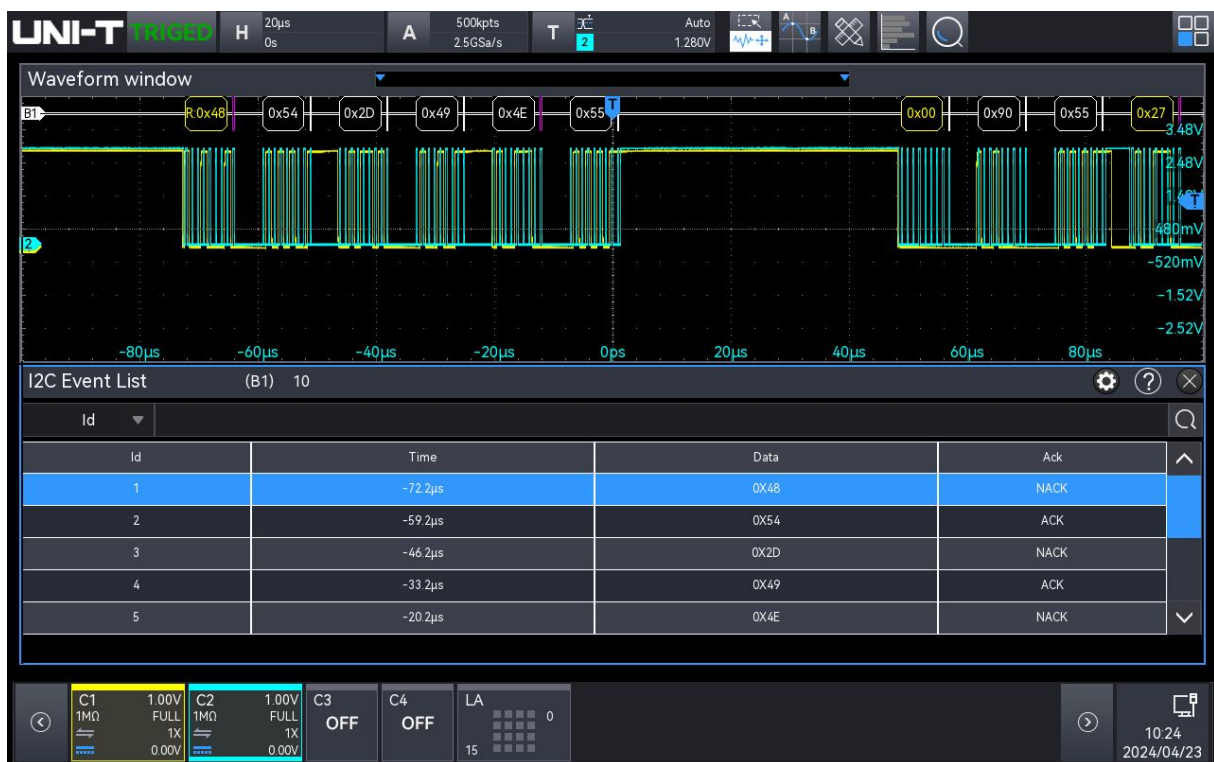 UNI-T TRIGED H 20µs 0s A 500kpts 2.5GSa/s T 2 Auto 1.280V A B
Waveform window
B1 R:0x48 0x54 0x2D 0x49 0x4E 0x55 T 0x00 0x90 0x55 0x27
3.48V
2.48V
T
2 480mV
-520mV
-1.52V
-2.52V
-80µs -60µs -40µs -20µs 0ps 20µs 40µs 60µs 80µs
I2C Event List (B1) 10
Id
Id Time Data Ack
1 -72.2µs 0X48 NACK
2 -59.2µs 0X54 ACK
3 -46.2µs 0X2D NACK
4 -33.2µs 0X49 ACK
5 -20.2µs 0X4E NACK
C1 1.00V C2 1.00V C3 C4 LA
1MΩ FULL 1MΩ FULL OFF OFF 0
1X 1X
0.00V 0.00V 15
10:24
2024/04/23